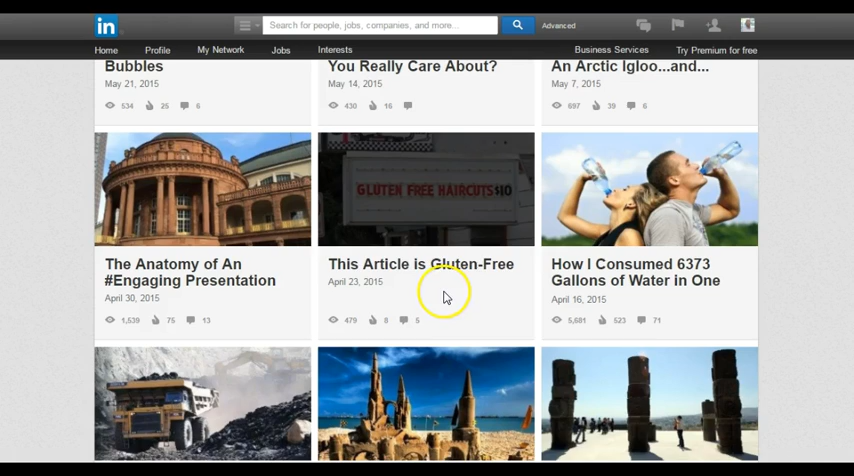 in
Search for people, jobs, companies, and more...
Advanced
Home Profile My Network Jobs Interests Business Services Try Premium for free
Bubbles
May 21, 2015
534 25 6
You Really Care About?
May 14, 2015
430 16
An Arctic Igloo...and...
May 7, 2015
697 39 6
The Anatomy of An
#Engaging Presentation
April 30, 2015
1,539 75 13
GLUTEN FREE HAIRCUTS $10
This Article is Gluten-Free
April 23, 2015
479 8 5
How I Consumed 6373
Gallons of Water in One
April 16, 2015
5,681 523 71